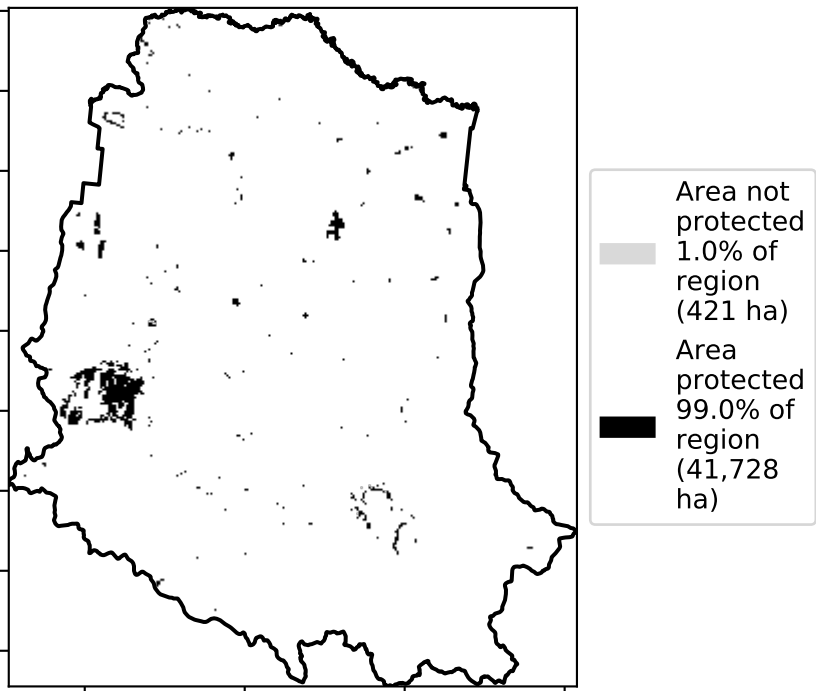 Area not
protected
1.0% of
region
(421 ha)
Area
protected
99.0% of
region
(41,728
ha)